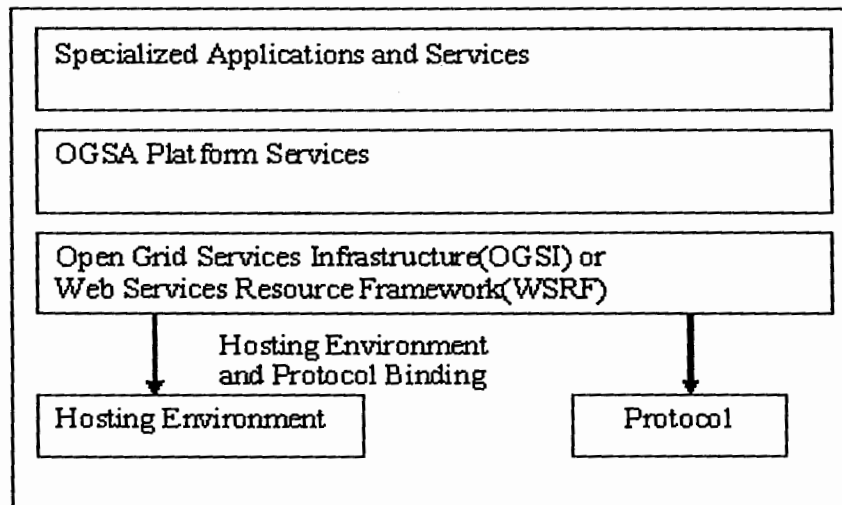 Specialized Applications and Services
OGSA Platform Services
Open Grid Services Infrastructure(OGSI) or
Web Services Resource Framework(WSRF)
Hosting Environment
and Protocol Binding
Hosting Environment
Protocol